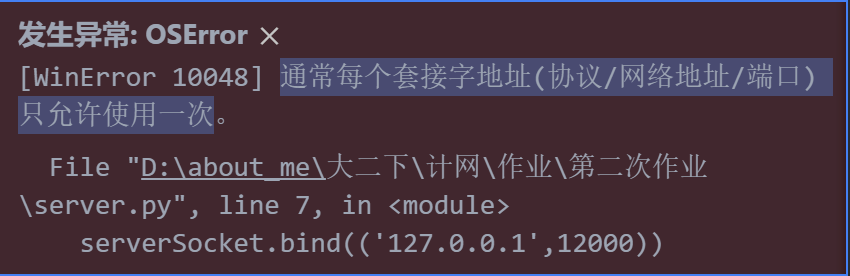 发生异常: OSError ×
[WinError 10048] 通常每个套接字地址(协议/网络地址/端口)
只允许使用一次。
File "D:\about_me\大二下\计网\作业\第二次作业
\server.py", line 7, in <module>
serverSocket.bind(('127.0.0.1',12000))